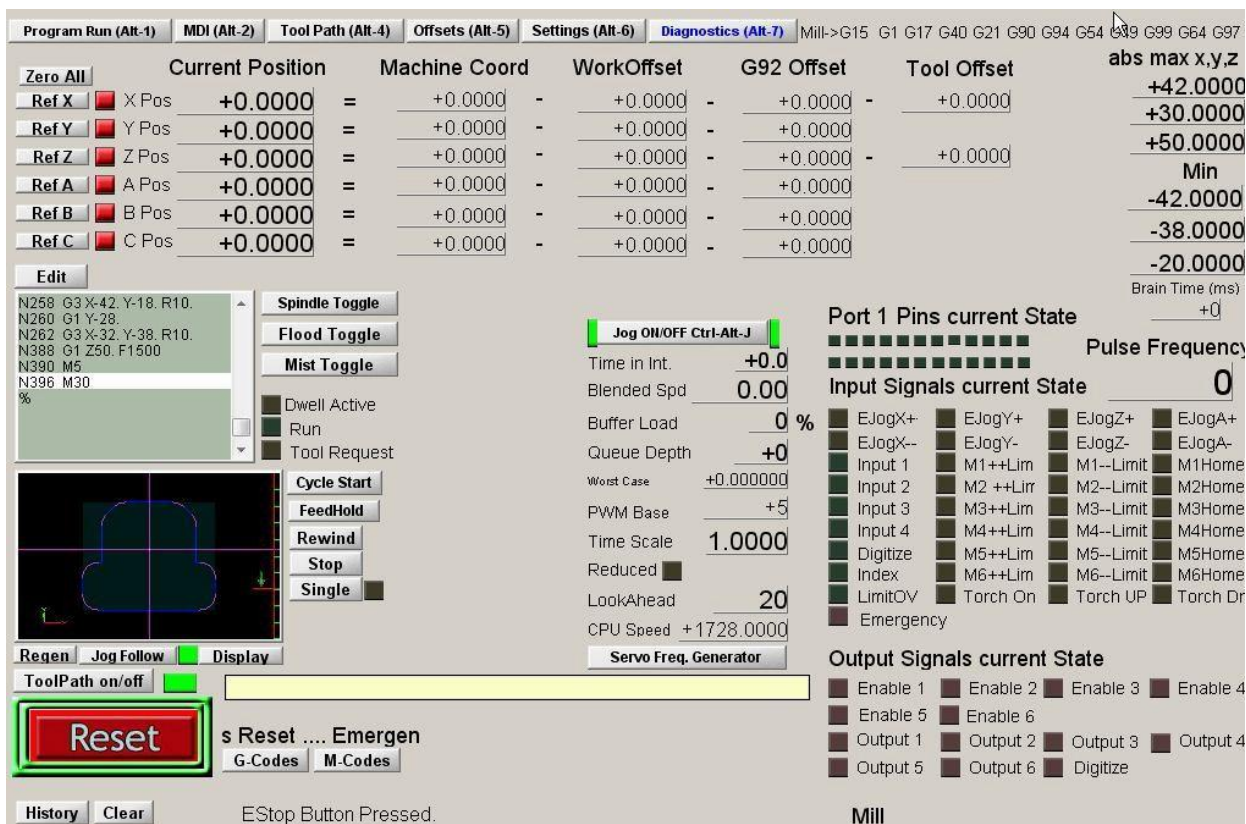 Program Run (Alt-1) MDI (Alt-2) Tool Path (Alt-4) Offsets (Alt-5) Settings (Alt-6) Diagnostics (Alt-7) Mill->G15 G1 G17 G40 G21 G90 G94 G54 G49 G99 G64 G97
Zero All Current Position Machine Coord WorkOffset G92 Offset Tool Offset abs max x,y,z
Ref X X Pos +0.0000 = +0.0000 - +0.0000 - +0.0000 - +0.0000 +42.0000
Ref Y Y Pos +0.0000 = +0.0000 - +0.0000 - +0.0000 +30.0000
Ref Z Z Pos +0.0000 = +0.0000 - +0.0000 - +0.0000 - +0.0000 +50.0000
Ref A A Pos +0.0000 = +0.0000 - +0.0000 - +0.0000 Min
Ref B B Pos +0.0000 = +0.0000 - +0.0000 - +0.0000 -42.0000
Ref C C Pos +0.0000 = +0.0000 - +0.0000 - +0.0000 -38.0000
-20.0000
Brain Time (ms)
+0
Edit
N258 G3 X-42. Y-18. R10.
N260 G1 Y-28.
N262 G3 X-32. Y-38. R10.
N388 G1 Z50. F1500
N390 M5
N396 M30
%
Spindle Toggle
Flood Toggle
Mist Toggle
Dwell Active
Run
Tool Request
Cycle Start
FeedHold
Rewind
Stop
Single
Regen Jog Follow Display
ToolPath on/off
Jog ON/OFF Ctrl-Alt-J
Time in Int. +0.0
Blended Spd 0.00
Buffer Load 0 %
Queue Depth +0
Worst Case +0.000000
PWM Base +5
Time Scale 1.0000
Reduced
LookAhead 20
CPU Speed +1728.0000
Servo Freq. Generator
Port 1 Pins current State
Pulse Frequency
0
Input Signals current State
EJogX+ EJogY+ EJogZ+ EJogA+
EJogX-- EJogY- EJogZ- EJogA-
Input 1 M1++Lim M1--Limit M1Home
Input 2 M2 ++Lim M2--Limit M2Home
Input 3 M3++Lim M3--Limit M3Home
Input 4 M4++Lim M4--Limit M4Home
Digitize M5++Lim M5--Limit M5Home
Index M6++Lim M6--Limit M6Home
LimitOV Torch On Torch UP Torch
Emergency
Output Signals current State
Enable 1 Enable 2 Enable 3 Enable 4
Enable 5 Enable 6
Output 1 Output 2 Output 3 Output 4
Output 5 Output 6 Digitize
Reset
s Reset .... Emergen
G-Codes M-Codes
History Clear EStop Button Pressed. Mill